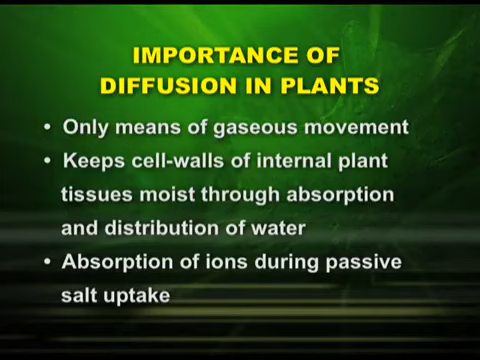 IMPORTANCE OF
DIFFUSION IN PLANTS
• Only means of gaseous movement
• Keeps cell-walls of internal plant
tissues moist through absorption
and distribution of water
• Absorption of ions during passive
salt uptake